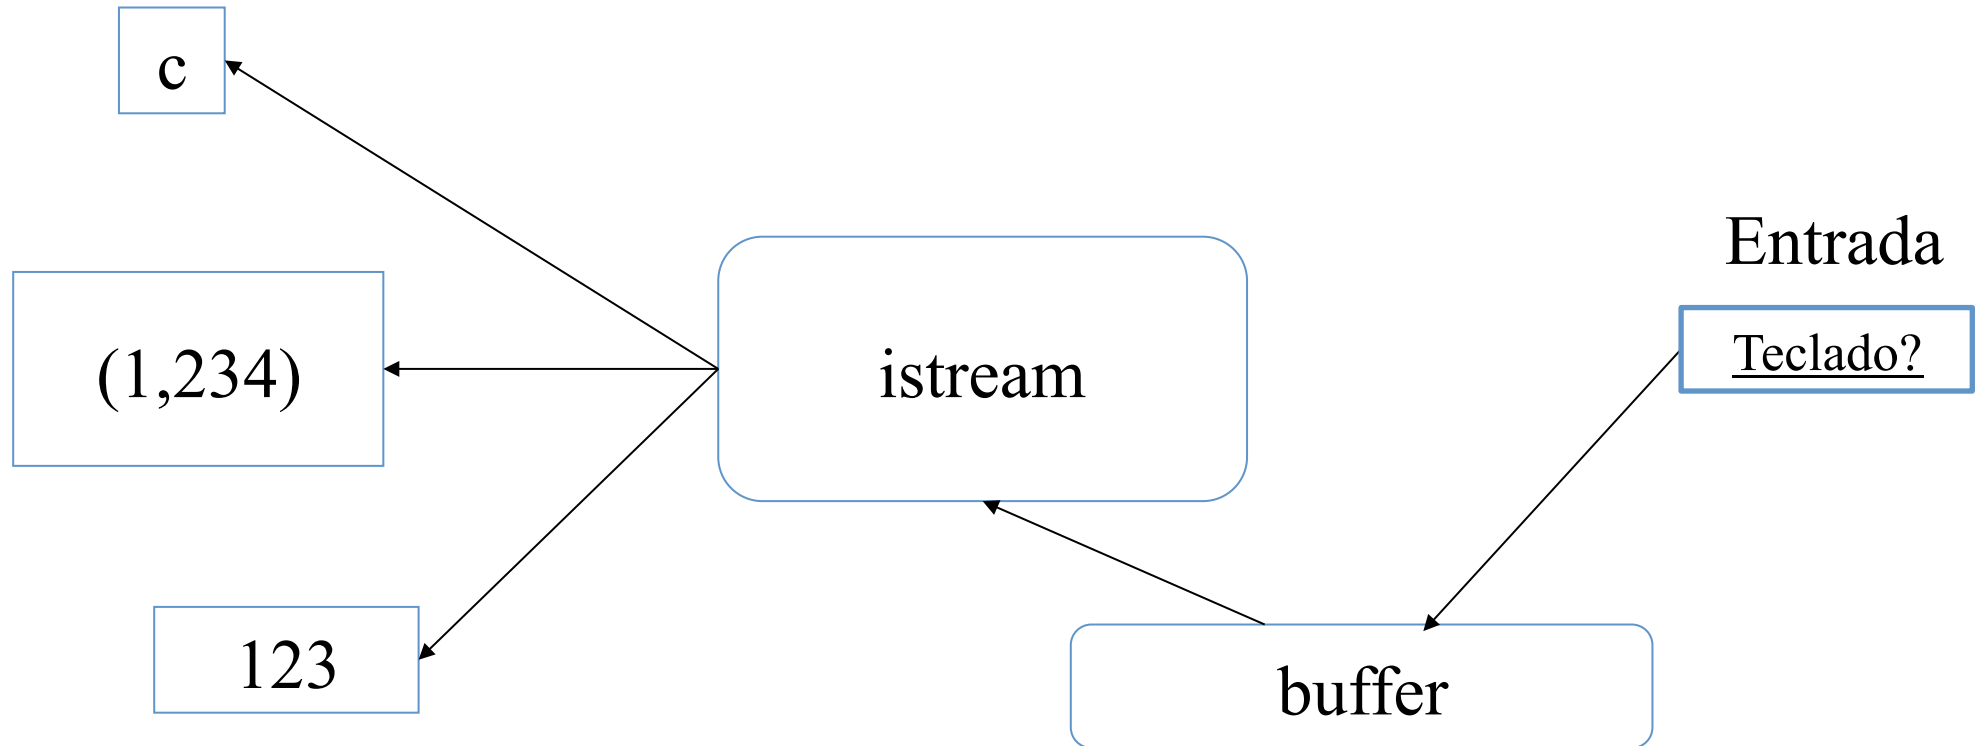 c
(1,234)
123
istream
Entrada
Teclado?
buffer